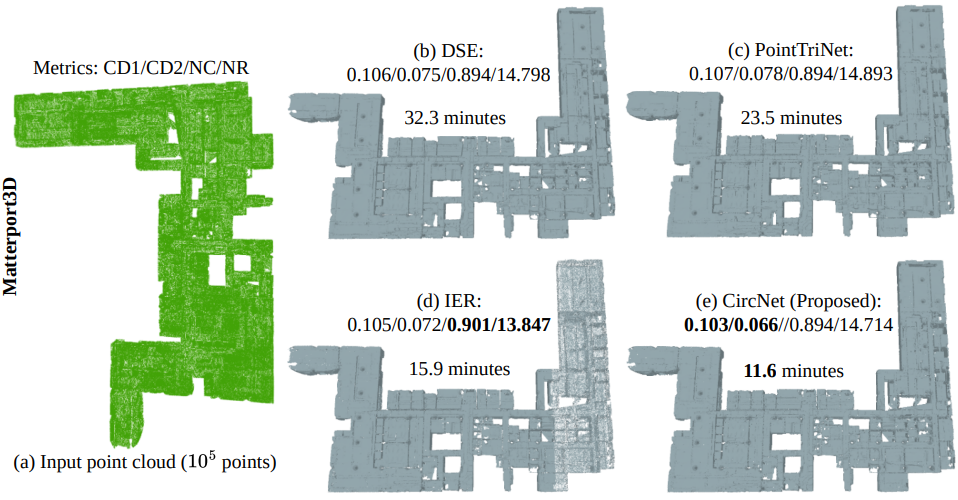 Metrics: CD1/CD2/NC/NR
Matterport3D
(a) Input point cloud (10⁵ points)
(b) DSE:
0.106/0.075/0.894/14.798
32.3 minutes
(c) PointTriNet:
0.107/0.078/0.894/14.893
23.5 minutes
(d) IER:
0.105/0.072/0.901/13.847
15.9 minutes
(e) CircNet (Proposed):
0.103/0.066//0.894/14.714
11.6 minutes